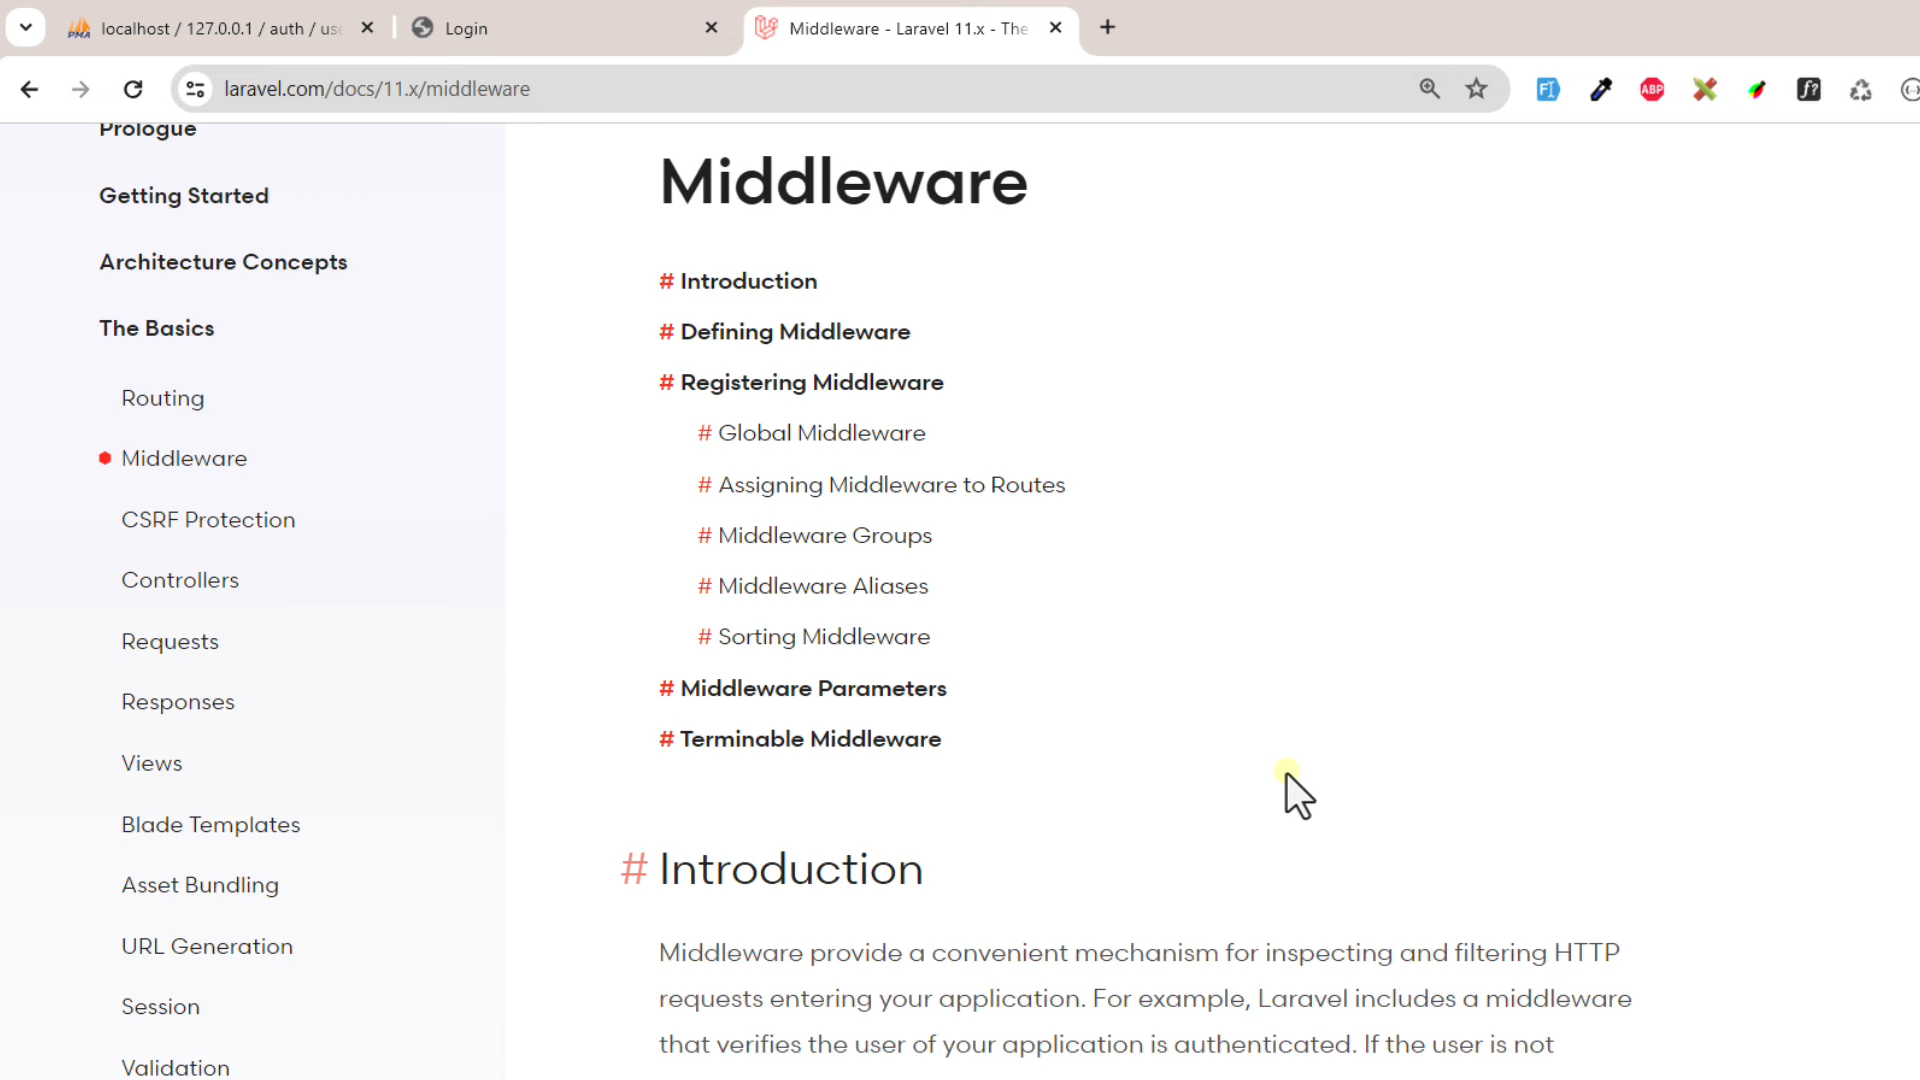 localhost / 127.0.0.1 / auth / use
Login
Middleware - Laravel 11.x - The
laravel.com/docs/11.x/middleware
FI
ABP
f?
Prologue
Getting Started
Architecture Concepts
The Basics
Routing
Middleware
CSRF Protection
Controllers
Requests
Responses
Views
Blade Templates
Asset Bundling
URL Generation
Session
Validation
Middleware
# Introduction
# Defining Middleware
# Registering Middleware
# Global Middleware
# Assigning Middleware to Routes
# Middleware Groups
# Middleware Aliases
# Sorting Middleware
# Middleware Parameters
# Terminable Middleware
# Introduction
Middleware provide a convenient mechanism for inspecting and filtering HTTP
requests entering your application. For example, Laravel includes a middleware
that verifies the user of your application is authenticated. If the user is not